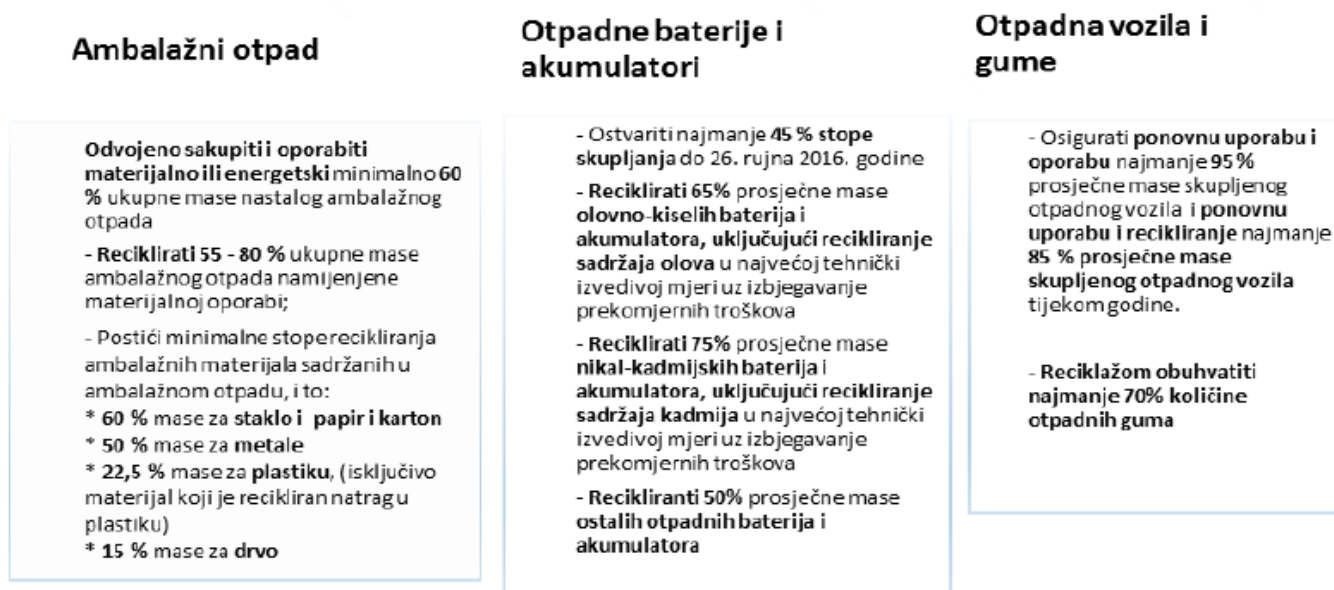 Ambalažni otpad
Odvojeno sakupiti i oporabiti
materijalno ili energetski minimalno 60
% ukupne mase nastalog ambalažnog
otpada
- Reciklirati 55 - 80 % ukupne mase
ambalažnog otpada namijenjene
materijalnoj oporabi;
- Postići minimalne stope recikliranja
ambalažnih materijala sadržanih u
ambalažnom otpadu, i to:
* 60 % mase za staklo i papir i karton
* 50 % mase za metale
* 22,5 % mase za plastiku, (isključivo
materijal koji je recikliran natrag u
plastiku)
* 15 % mase za drvo
Otpadne baterije i
akumulatori
- Ostvariti najmanje 45 % stope
skupljanja do 26. rujna 2016. godine
- Reciklirati 65% prosječne mase
olovno-kiselih baterija i
akumulatora, uključujući recikliranje
sadržaja olova u najvećoj tehnički
izvedivoj mjeri uz izbjegavanje
prekomjernih troškova
- Reciklirati 75% prosječne mase
nikal-kadmijskih baterija i
akumulatora, uključujući recikliranje
sadržaja kadmija u najvećoj tehnički
izvedivoj mjeri uz izbjegavanje
prekomjernih troškova
- Recikliranti 50% prosječne mase
ostalih otpadnih baterija i
akumulatora
Otpadna vozila i
gume
- Osigurati ponovnu uporabu i
oporabu najmanje 95 %
prosječne mase skupljenog
otpadnog vozila i ponovnu
uporabu i recikliranje najmanje
85 % prosječne mase
skupljenog otpadnog vozila
tijekom godine.
- Reciklažom obuhvatiti
najmanje 70% količine
otpadnih guma